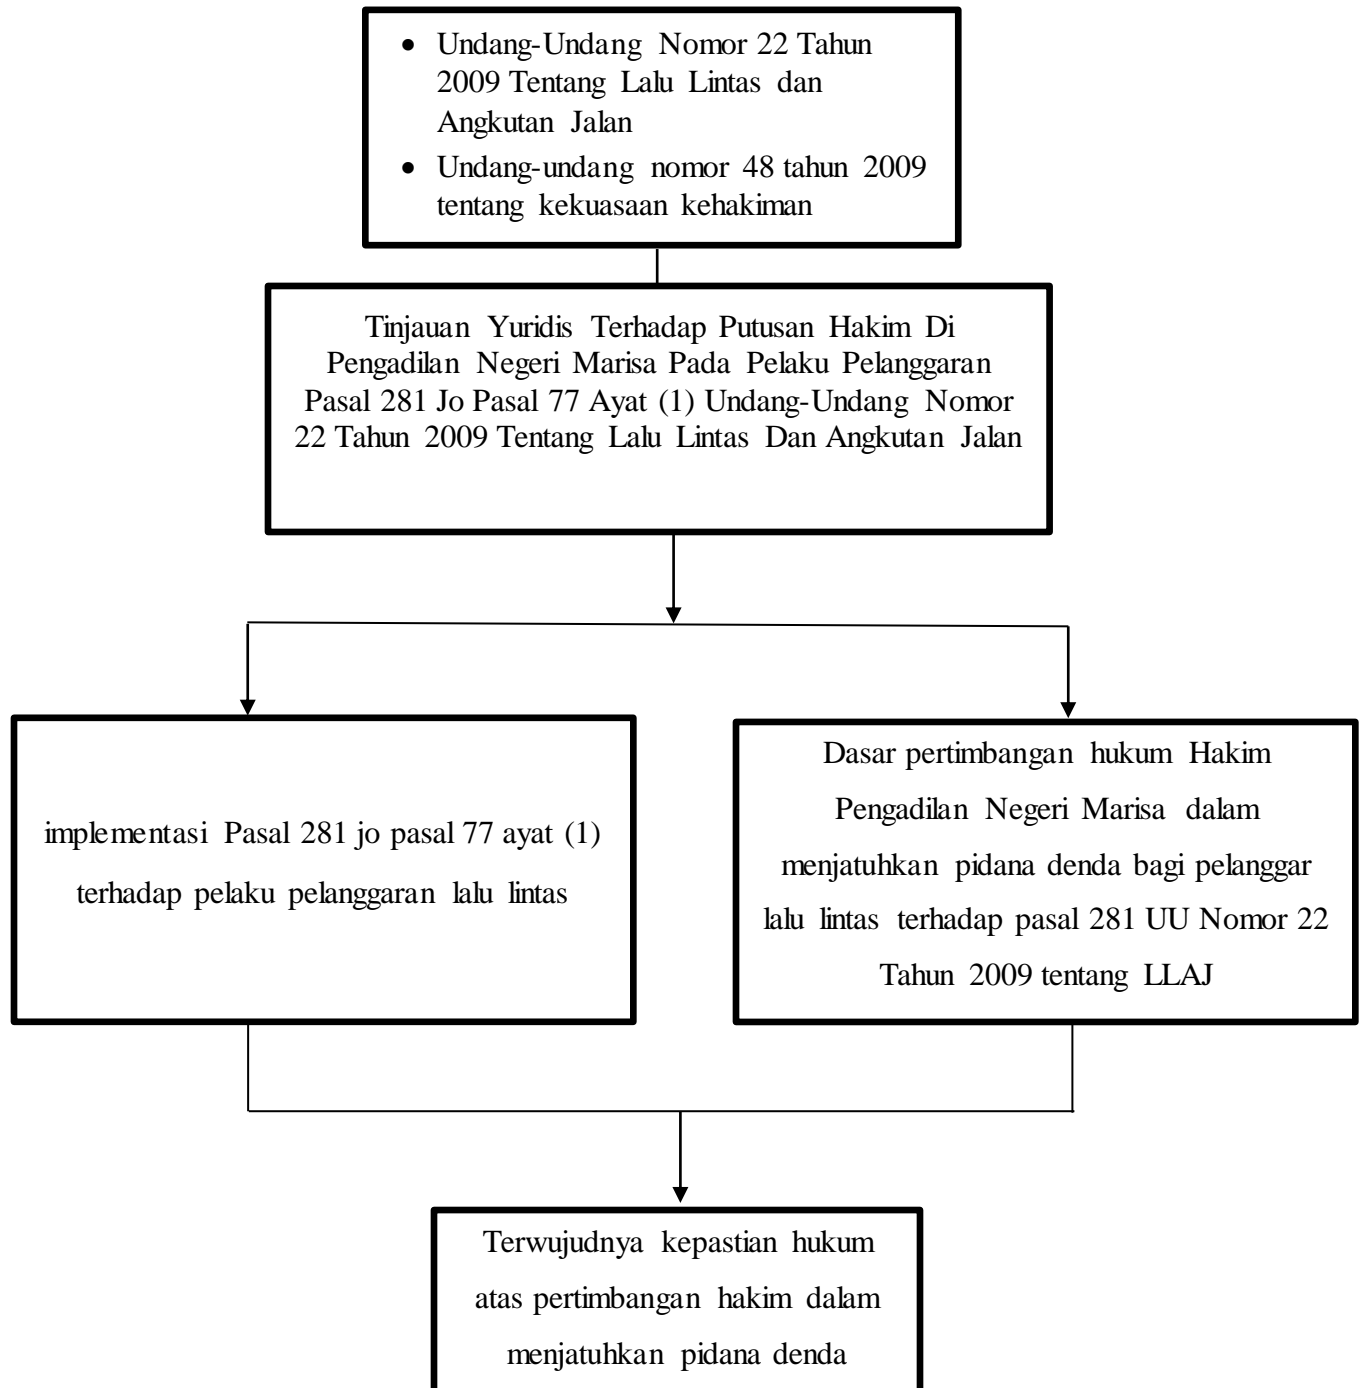 • Undang-Undang Nomor 22 Tahun
2009 Tentang Lalu Lintas dan
Angkutan Jalan
• Undang-undang nomor 48 tahun 2009
tentang kekuasaan kehakiman
Tinjauan Yuridis Terhadap Putusan Hakim Di
Pengadilan Negeri Marisa Pada Pelaku Pelanggaran
Pasal 281 Jo Pasal 77 Ayat (1) Undang-Undang Nomor
22 Tahun 2009 Tentang Lalu Lintas Dan Angkutan Jalan
implementasi Pasal 281 jo pasal 77 ayat (1)
terhadap pelaku pelanggaran lalu lintas
Dasar pertimbangan hukum Hakim
Pengadilan Negeri Marisa dalam
menjatuhkan pidana denda bagi pelanggar
lalu lintas terhadap pasal 281 UU Nomor 22
Tahun 2009 tentang LLAJ
Terwujudnya kepastian hukum
atas pertimbangan hakim dalam
menjatuhkan pidana denda